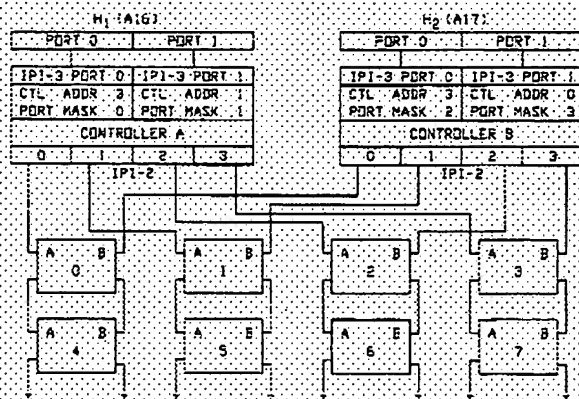 H1 (A16) H2 (A17)
PORT 0 PORT 1 PORT 0 PORT 1
IPI-3 PORT 0 IPI-3 PORT 1 IPI-3 PORT 0 IPI-3 PORT 1
CTL ADDR 3 CTL ADDR 1 CTL ADDR 3 CTL ADDR 0
PORT MASK 0 PORT MASK 1 PORT MASK 2 PORT MASK 3
CONTROLLER A CONTROLLER B
0 1 2 3 0 1 2 3
IPI-2 IPI-2
A B A B A B A B
0 1 2 3
A B A B A E A B
4 5 6 7